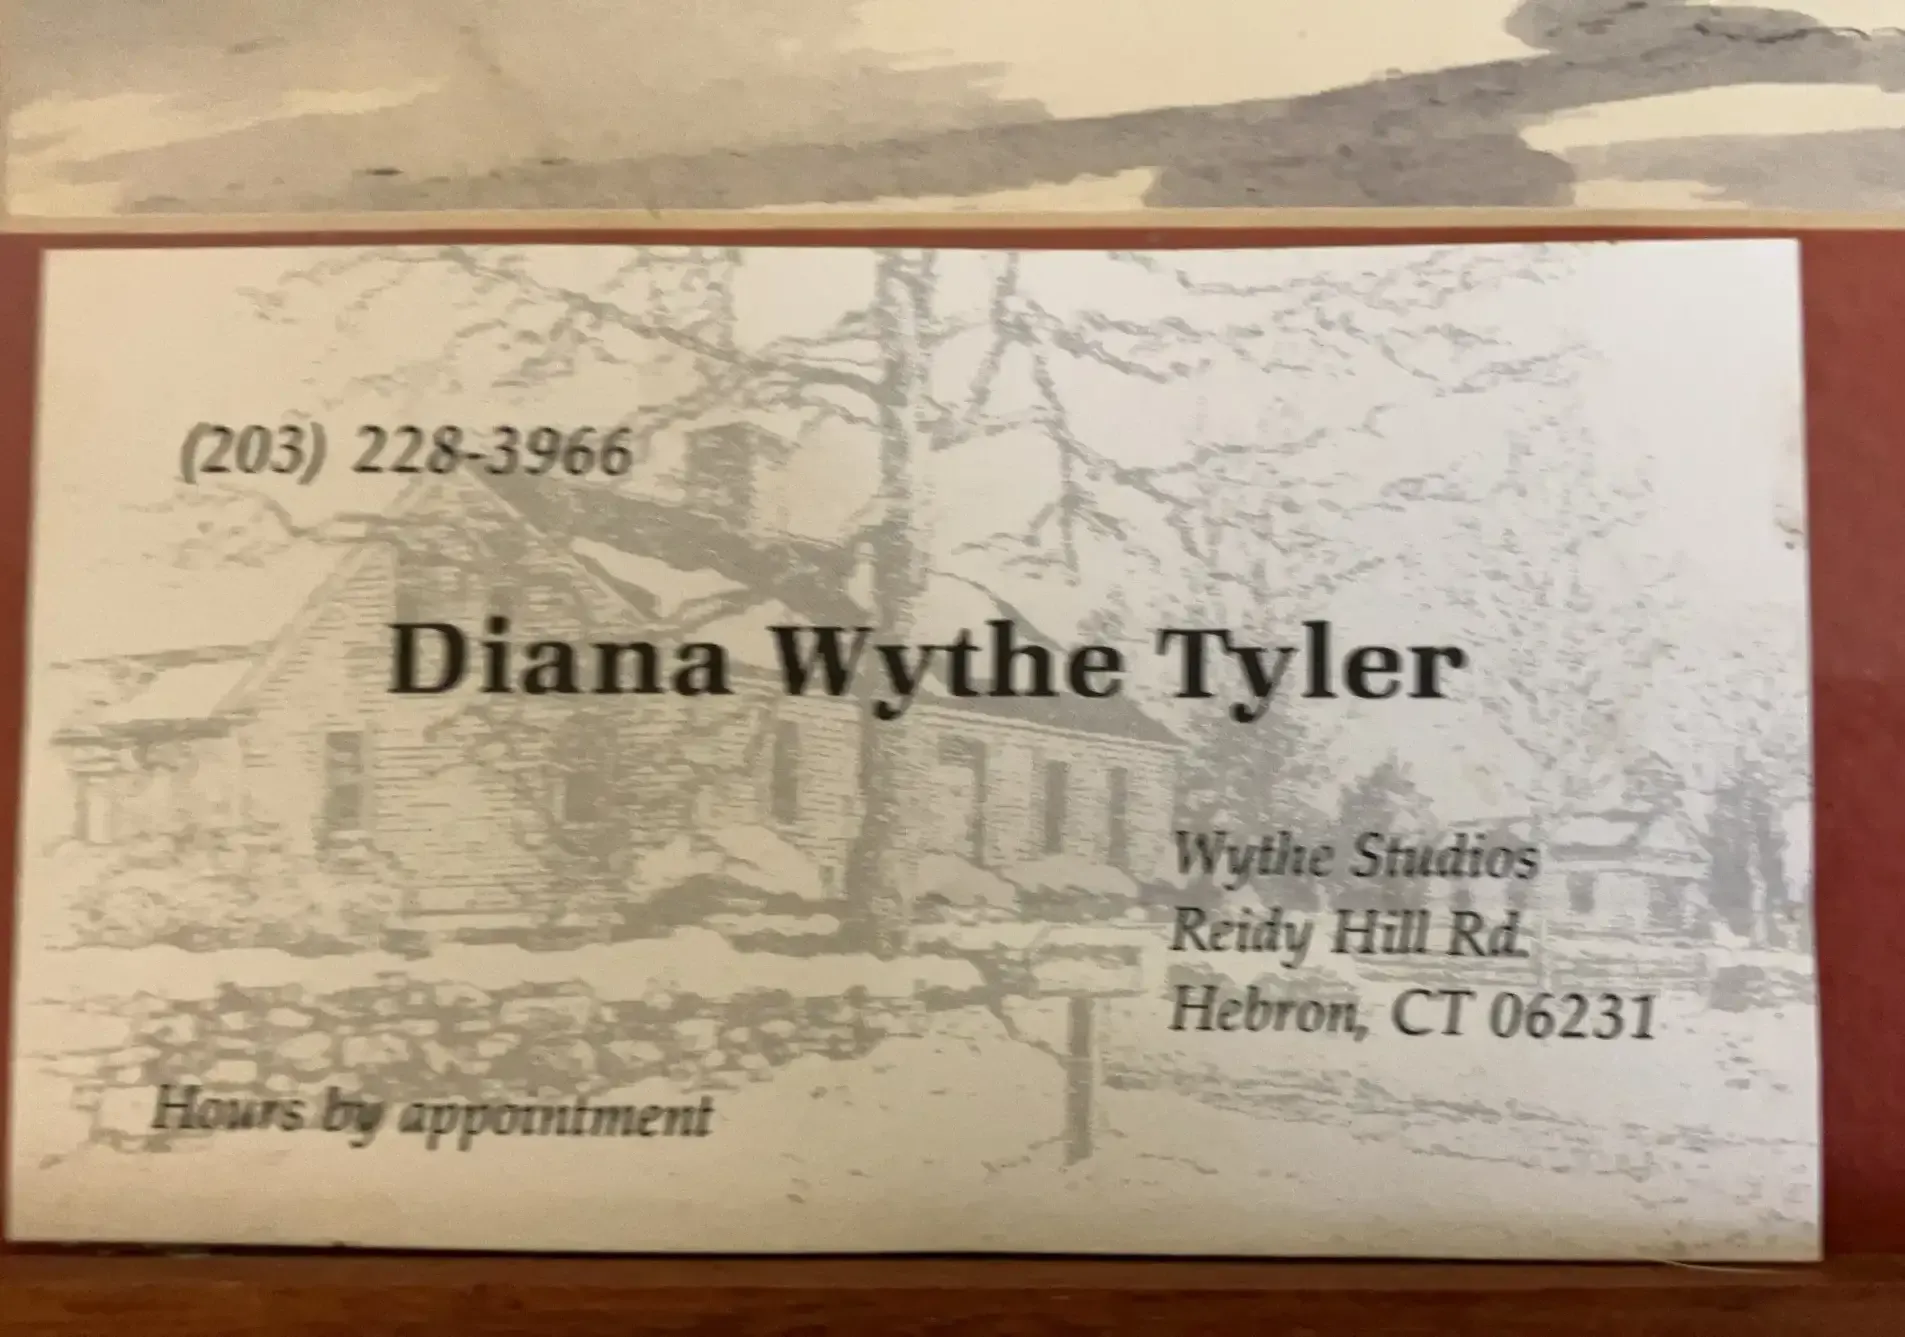 (203) 228-3966
Diana Wythe Tyler
Wythe Studios
Reidy Hill Rd.
Hebron, CT 06231
Hours by appointment